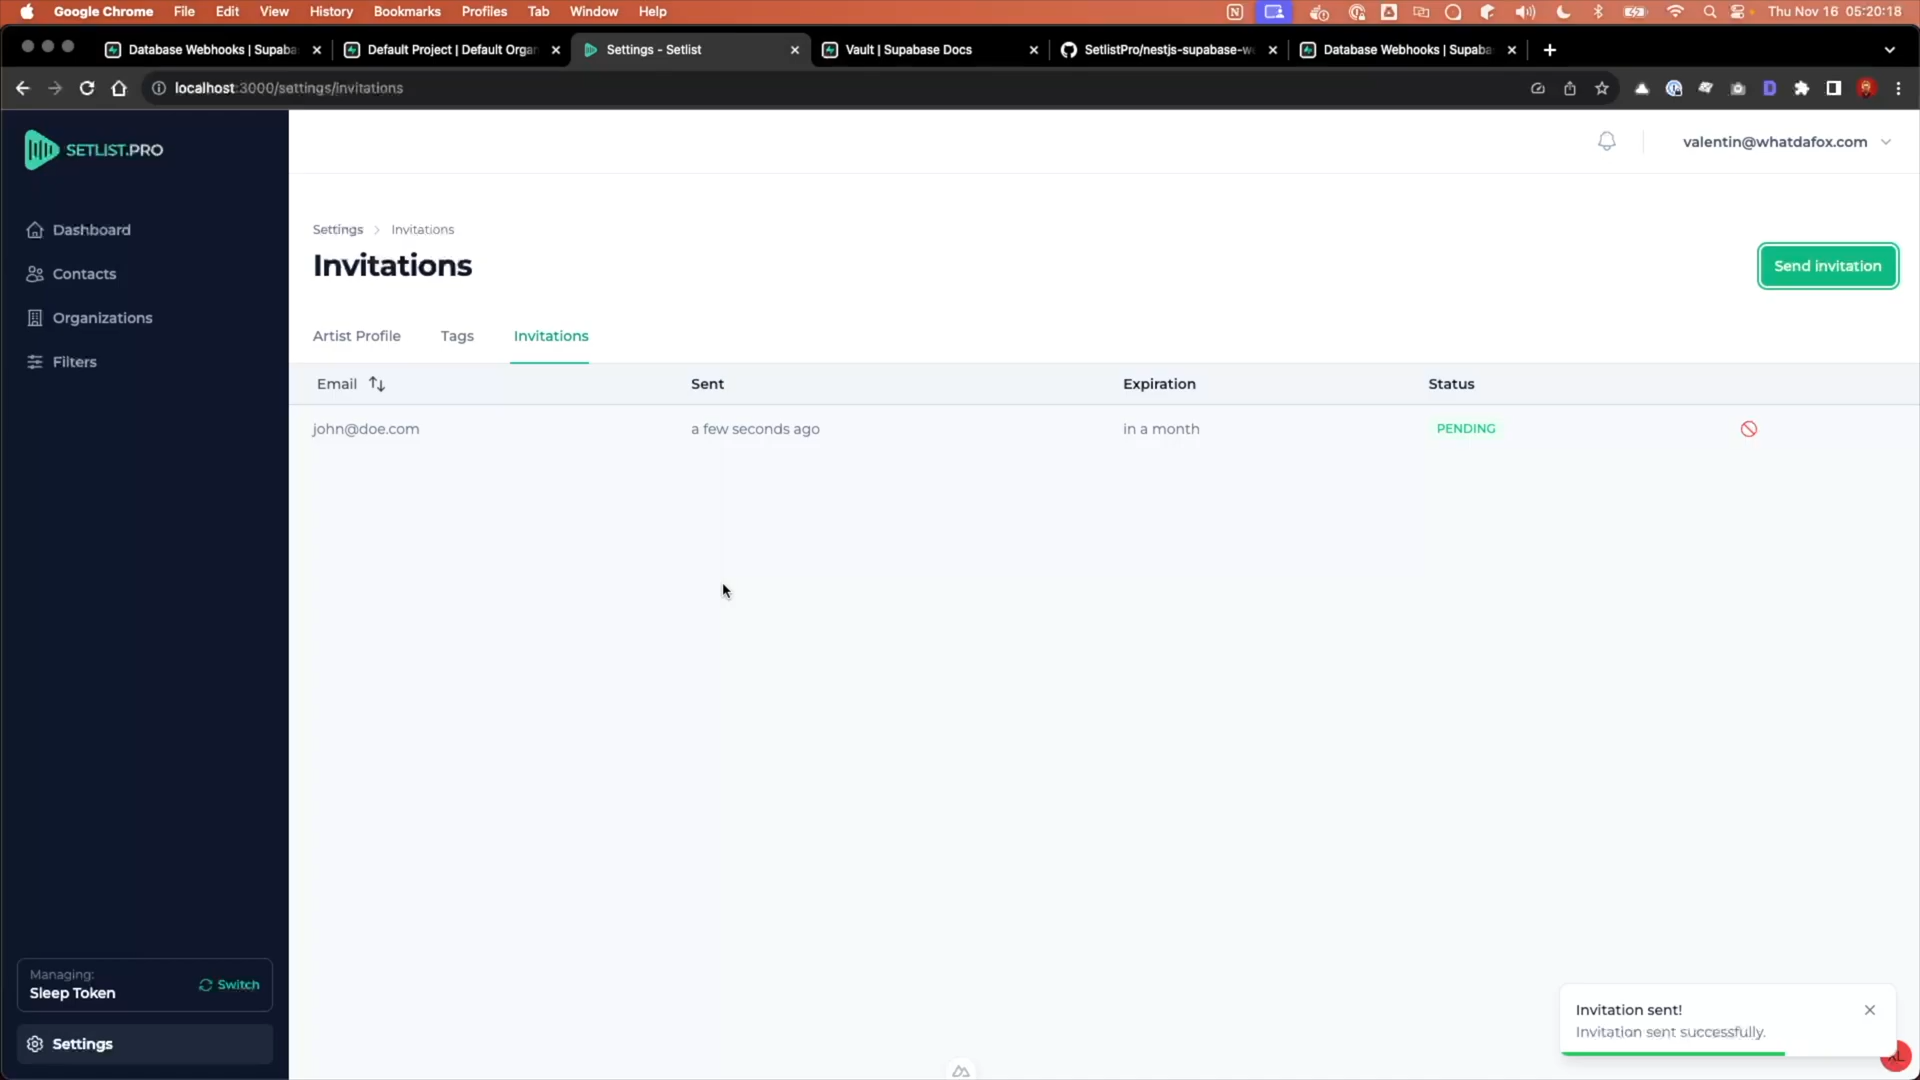 Google Chrome File Edit View History Bookmarks Profiles Tab Window Help Thu Nov 16 05:20:18
Database Webhooks | Supaba Default Project | Default Organ Settings - Setlist Vault | Supabase Docs SetlistPro/nestjs-supabase-we Database Webhooks | Supaba
localhost:3000/settings/invitations
SETLIST.PRO
valentin@whatdafox.com
Dashboard
Contacts
Organizations
Filters
Settings > Invitations
Invitations
Send invitation
Artist Profile Tags Invitations
Email Sent Expiration Status
john@doe.com a few seconds ago in a month PENDING
Managing:
Sleep Token
Switch
Settings
Invitation sent!
Invitation sent successfully.